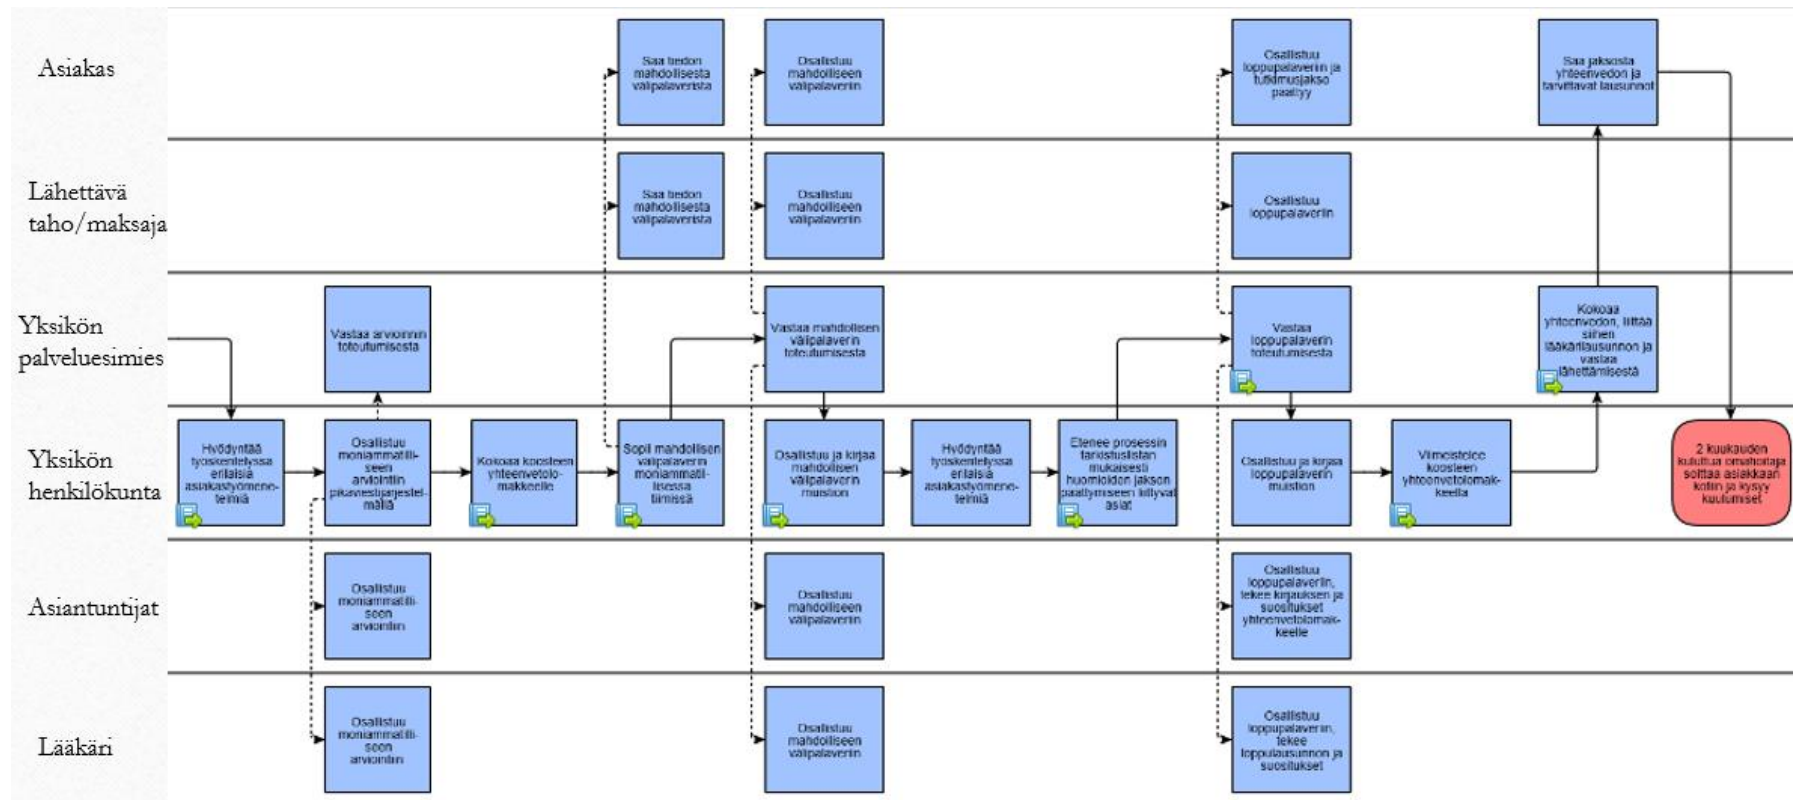 Asiakas
Saa tiedon
mahdollisesta
välipalaverista
Osallistuu
mahdolliseen
välipalaveriin
Osallistuu
loppupalaveriin ja
tutkimusjakso
päättyy
Saa jaksosta
yhteenvedon ja
tarvittavat lausunnot
Lähettävä
taho/maksaja
Saa tiedon
mahdollisesta
välipalaverista
Osallistuu
mahdolliseen
välipalaveriin
Osallistuu
loppupalaveriin
Yksikön
palveluesimies
Vastaa arvioinnin
toteutumisesta
Vastaa mahdollisen
välipalaverin
toteutumisesta
Vastaa
loppupalaverin
toteutumisesta
Kokoaa
yhteenvedon, liittää
siihen
lääkärilausunnon ja
vastaa
lähettämisestä
Yksikön
henkilökunta
Hyödyntää
työskentelyssä
erilaisia
asiakastyömene-
telmiä
Osallistuu
moniammatilli-
seen
arviointiin
pikaviestijärjestel-
mällä
Kokoaa koosteen
yhteenvetolo-
makkeelle
Sopii mahdollisen
välipalaverin
moniammatil-
lisessa
tiimissä
Osallistuu ja kirjaa
mahdollisen
välipalaverin
muistion
Hyödyntää
työskentelyssä
erilaisia
asiakastyömene-
telmiä
Etenee prosessin
tarkistuslistan
mukaisesti
huomioiden jakson
päättymiseen liittyvät
asiat
Osallistuu ja kirjaa
loppupalaverin
muistion
Viimeistelee
koosteen
yhteenvetolomak-
keella
2 kuukauden
kuluttua omahoitaja
soittaa asiakkaan
kotiin ja kysyy
kuulumiset
Asiantuntijat
Osallistuu
moniammatilli-
seen
arviointiin
Osallistuu
mahdolliseen
välipalaveriin
Osallistuu
loppupalaveriin,
tekee kirjauksen ja
suositukset
yhteenvetolomak-
keelle
Lääkäri
Osallistuu
moniammatilli-
seen
arviointiin
Osallistuu
mahdolliseen
välipalaveriin
Osallistuu
loppupalaveriin,
tekee
loppulausunnon ja
suositukset